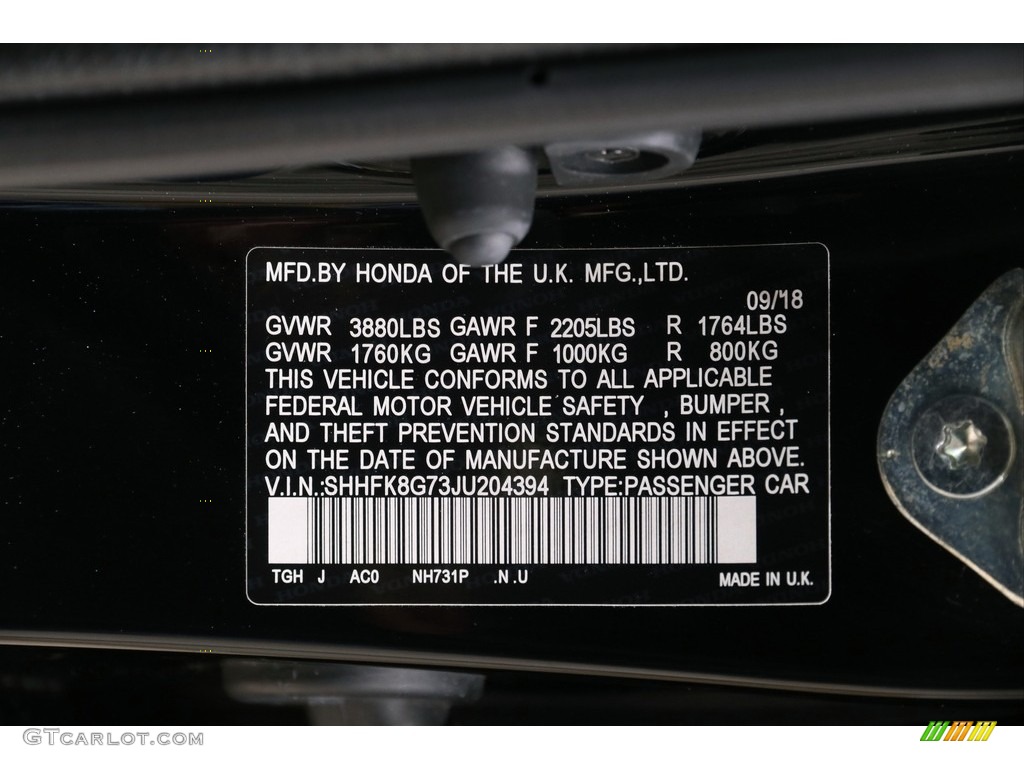 MFD.BY HONDA OF THE U.K. MFG.,LTD.
09/'18
GVWR 3880LBS GAWR F 2205LBS R 1764LBS
GVWR 1760KG GAWR F 1000KG R 800KG
THIS VEHICLE CONFORMS TO ALL APPLICABLE
FEDERAL MOTOR VEHICLE SAFETY , BUMPER ,
AND THEFT PREVENTION STANDARDS IN EFFECT
ON THE DATE OF MANUFACTURE SHOWN ABOVE.
V.I.N.:SHHFK8G73JU204394 TYPE:PASSENGER CAR
TGH J AC0 NH731P .N .U
MADE IN U.K.
GTCARLOT.COM